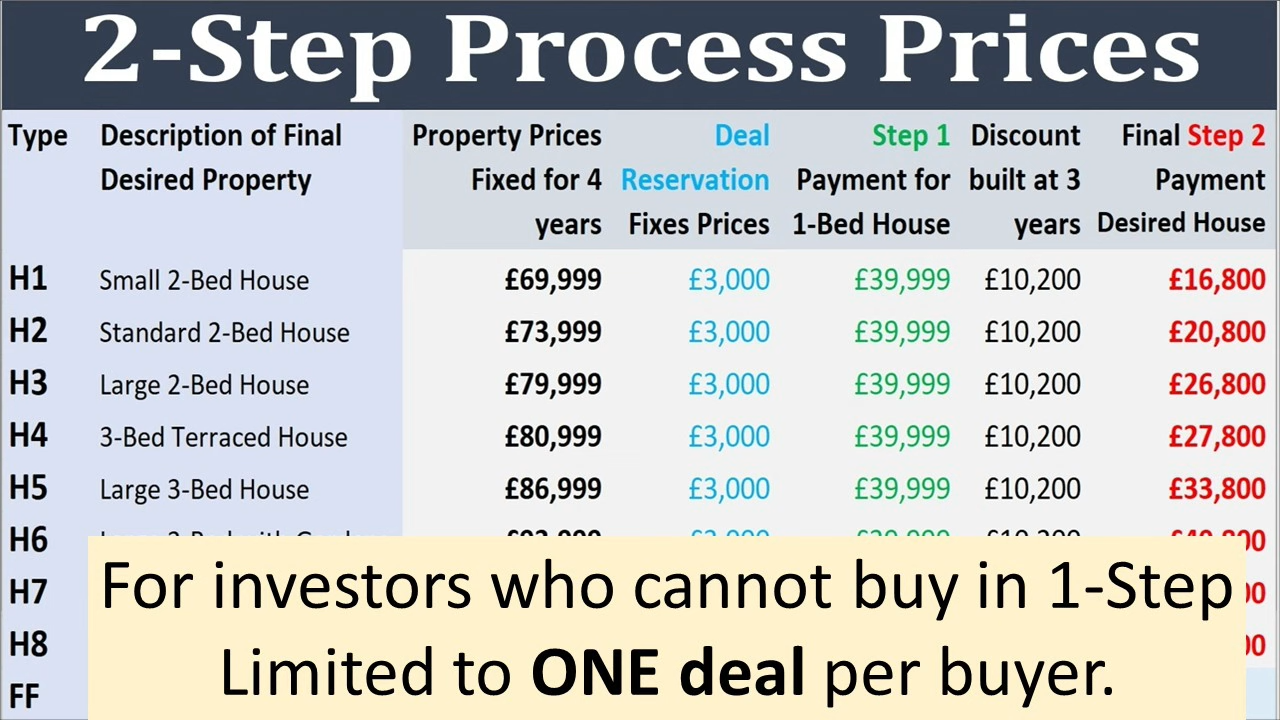 2-Step Process Prices
Type Description of Final Property Prices Deal Step 1 Discount Final Step 2
Desired Property Fixed for 4 Reservation Payment for built at 3 Payment
years Fixes Prices 1-Bed House years Desired House
H1 Small 2-Bed House £69,999 £3,000 £39,999 £10,200 £16,800
H2 Standard 2-Bed House £73,999 £3,000 £39,999 £10,200 £20,800
H3 Large 2-Bed House £79,999 £3,000 £39,999 £10,200 £26,800
H4 3-Bed Terraced House £80,999 £3,000 £39,999 £10,200 £27,800
H5 Large 3-Bed House £86,999 £3,000 £39,999 £10,200 £33,800
H6
H7
H8
FF
For investors who cannot buy in 1-Step
Limited to ONE deal per buyer.